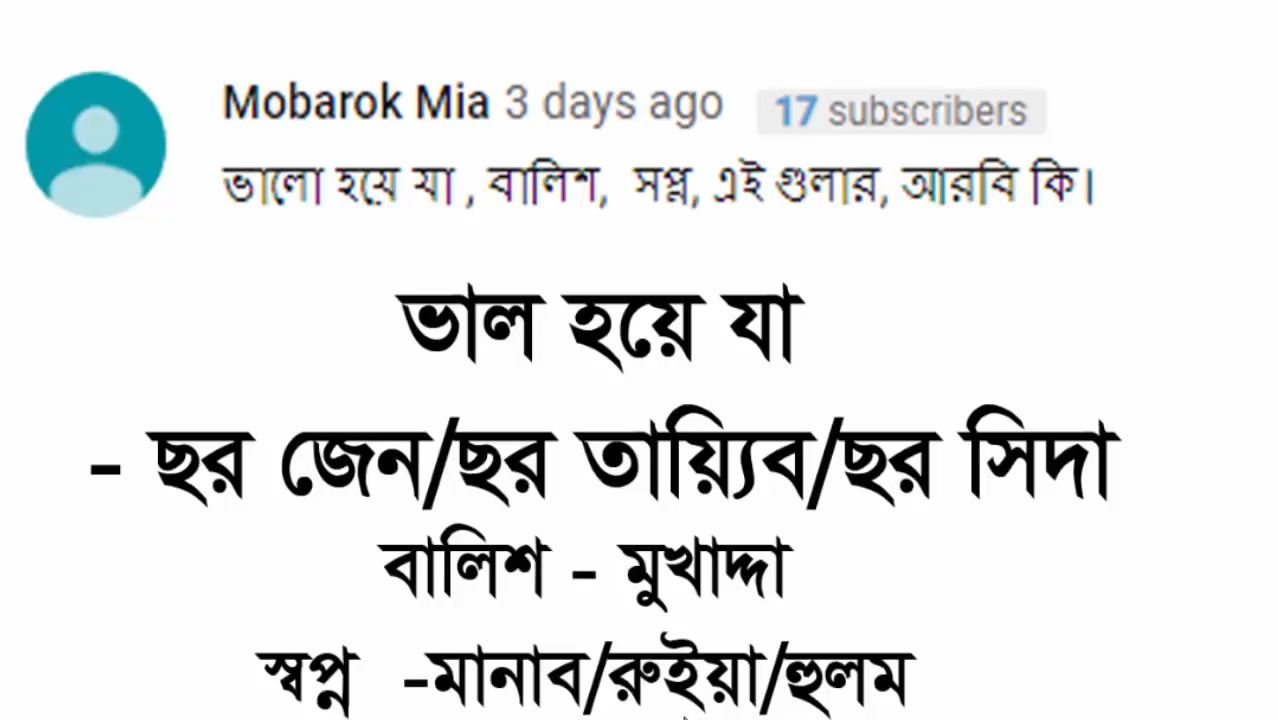 Mobarok Mia 3 days ago 17 subscribers
ভালো হয়ে যা , বালিশ, সপ্ন, এই গুলার, আরবি কি।
ভাল হয়ে যা
- ছর জেন/ছর তায়্যিব/ছর সিদা
বালিশ - মুখাদ্দা
স্বপ্ন -মানাব/রুইয়া/হুলম